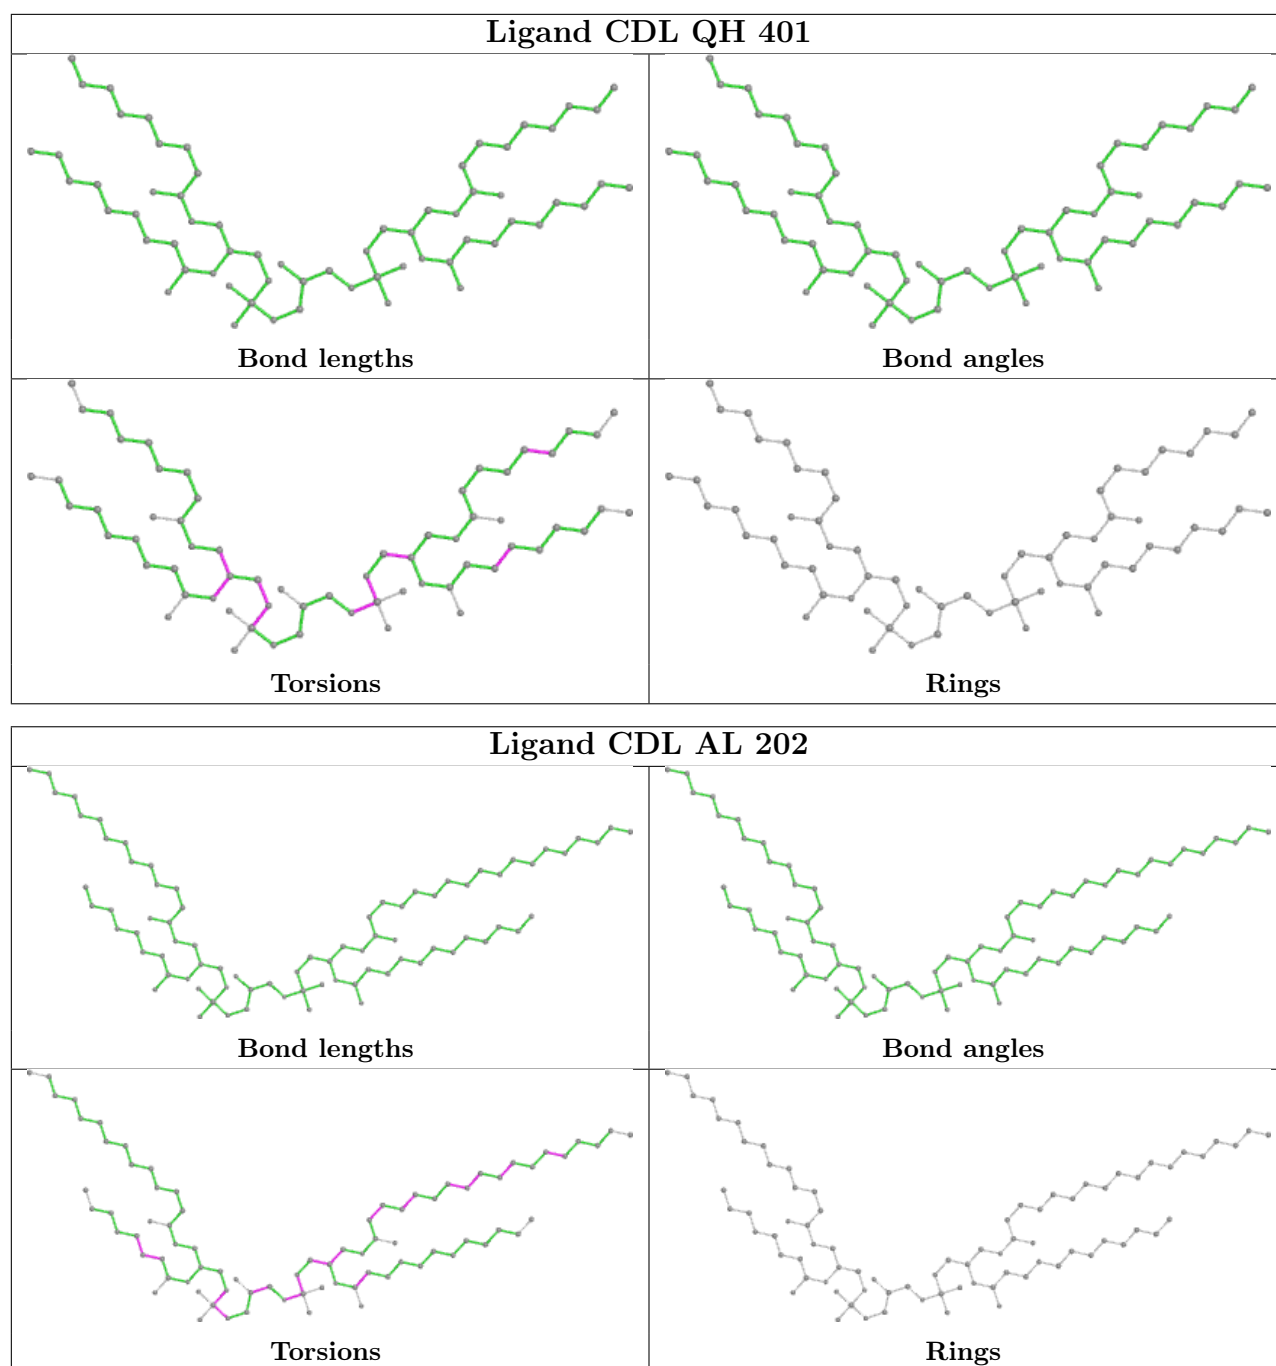 Ligand CDL QH 401
Bond lengths Bond angles
Torsions Rings
Ligand CDL AL 202
Bond lengths Bond angles
Torsions Rings